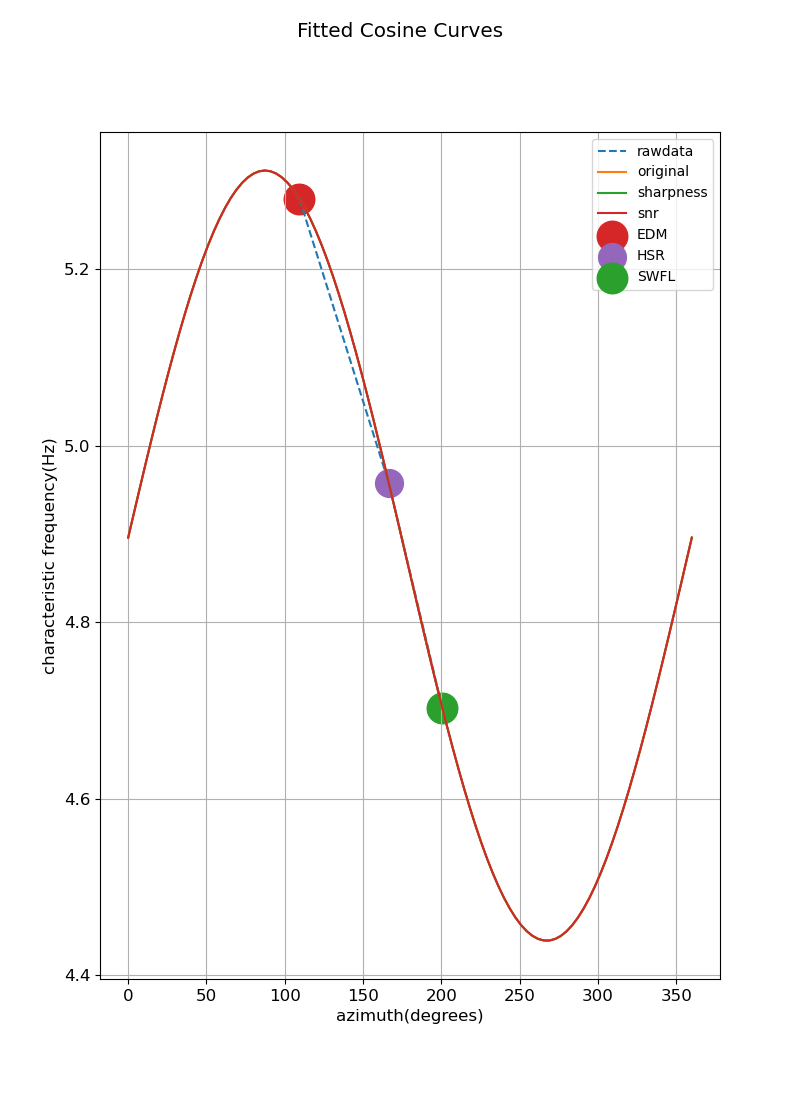 Fitted Cosine Curves
rawdata
original
sharpness
snr
EDM
HSR
SWFL
5.2
5.0
4.8
4.6
4.4
characteristic frequency(Hz)
0 50 100 150 200 250 300 350
azimuth(degrees)